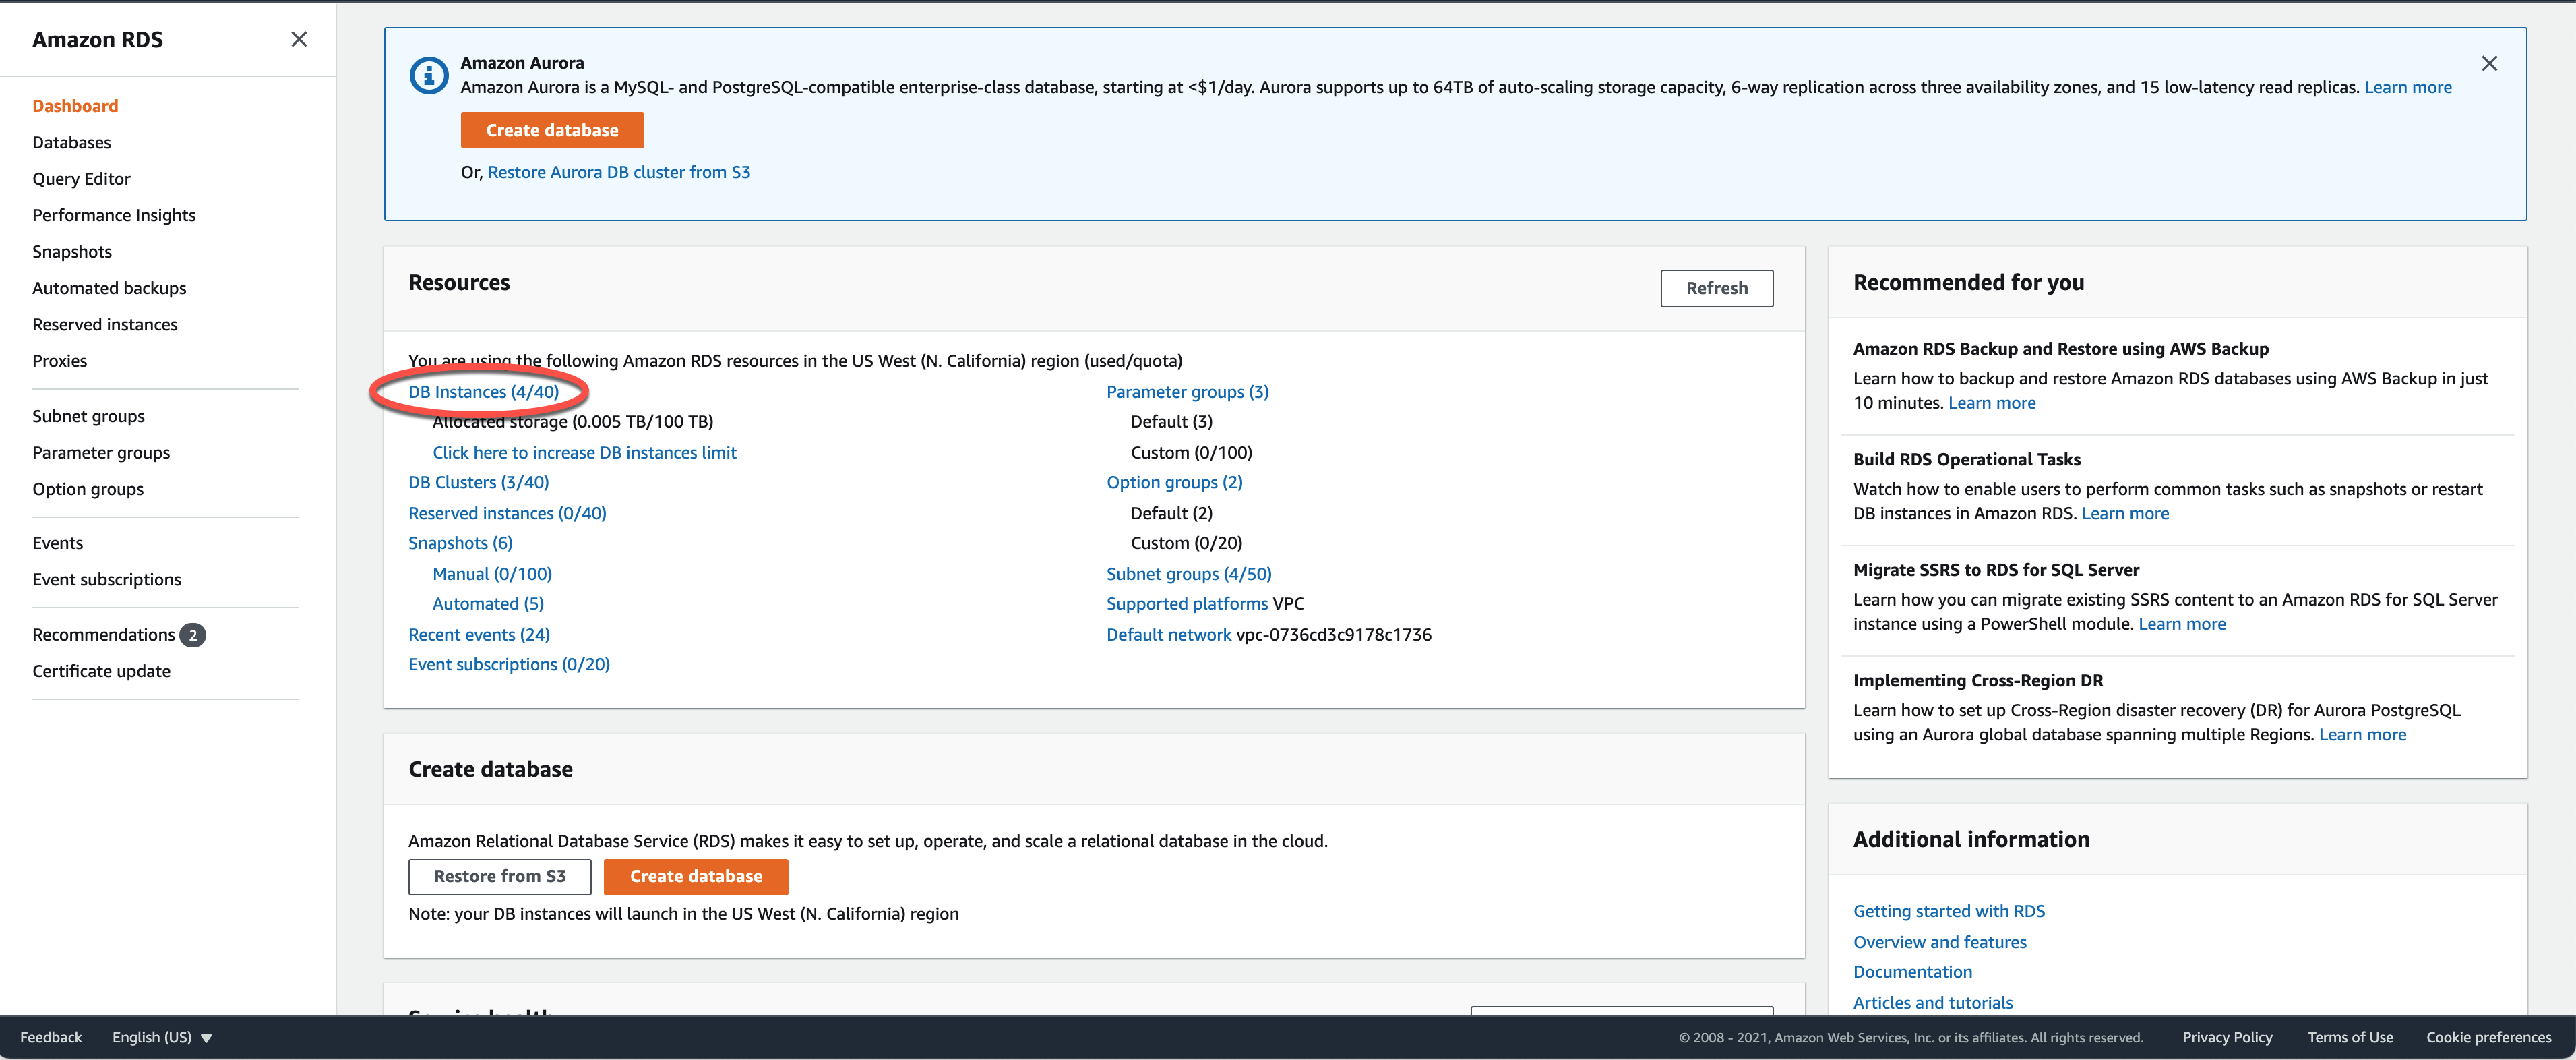 Amazon RDS
Dashboard
Databases
Query Editor
Performance Insights
Snapshots
Automated backups
Reserved instances
Proxies
Subnet groups
Parameter groups
Option groups
Events
Event subscriptions
Recommendations 2
Certificate update
Amazon Aurora
Amazon Aurora is a MySQL- and PostgreSQL-compatible enterprise-class database, starting at <$1/day. Aurora supports up to 64TB of auto-scaling storage capacity, 6-way replication across three availability zones, and 15 low-latency read replicas. Learn more
Create database
Or, Restore Aurora DB cluster from S3
Resources
Refresh
You are using the following Amazon RDS resources in the US West (N. California) region (used/quota)
DB Instances (4/40)
Allocated storage (0.005 TB/100 TB)
Click here to increase DB instances limit
DB Clusters (3/40)
Reserved instances (0/40)
Snapshots (6)
Manual (0/100)
Automated (5)
Recent events (24)
Event subscriptions (0/20)
Parameter groups (3)
Default (3)
Custom (0/100)
Option groups (2)
Default (2)
Custom (0/20)
Subnet groups (4/50)
Supported platforms VPC
Default network vpc-0736cd3c9178c1736
Create database
Amazon Relational Database Service (RDS) makes it easy to set up, operate, and scale a relational database in the cloud.
Restore from S3
Create database
Note: your DB instances will launch in the US West (N. California) region
Service health
Recommended for you
Amazon RDS Backup and Restore using AWS Backup
Learn how to backup and restore Amazon RDS databases using AWS Backup in just
10 minutes. Learn more
Build RDS Operational Tasks
Watch how to enable users to perform common tasks such as snapshots or restart
DB instances in Amazon RDS. Learn more
Migrate SSRS to RDS for SQL Server
Learn how you can migrate existing SSRS content to an Amazon RDS for SQL Server
instance using a PowerShell module. Learn more
Implementing Cross-Region DR
Learn how to set up Cross-Region disaster recovery (DR) for Aurora PostgreSQL
using an Aurora global database spanning multiple Regions. Learn more
Additional information
Getting started with RDS
Overview and features
Documentation
Articles and tutorials
Feedback
English (US)
© 2008 - 2021, Amazon Web Services, Inc. or its affiliates. All rights reserved.
Privacy Policy
Terms of Use
Cookie preferences